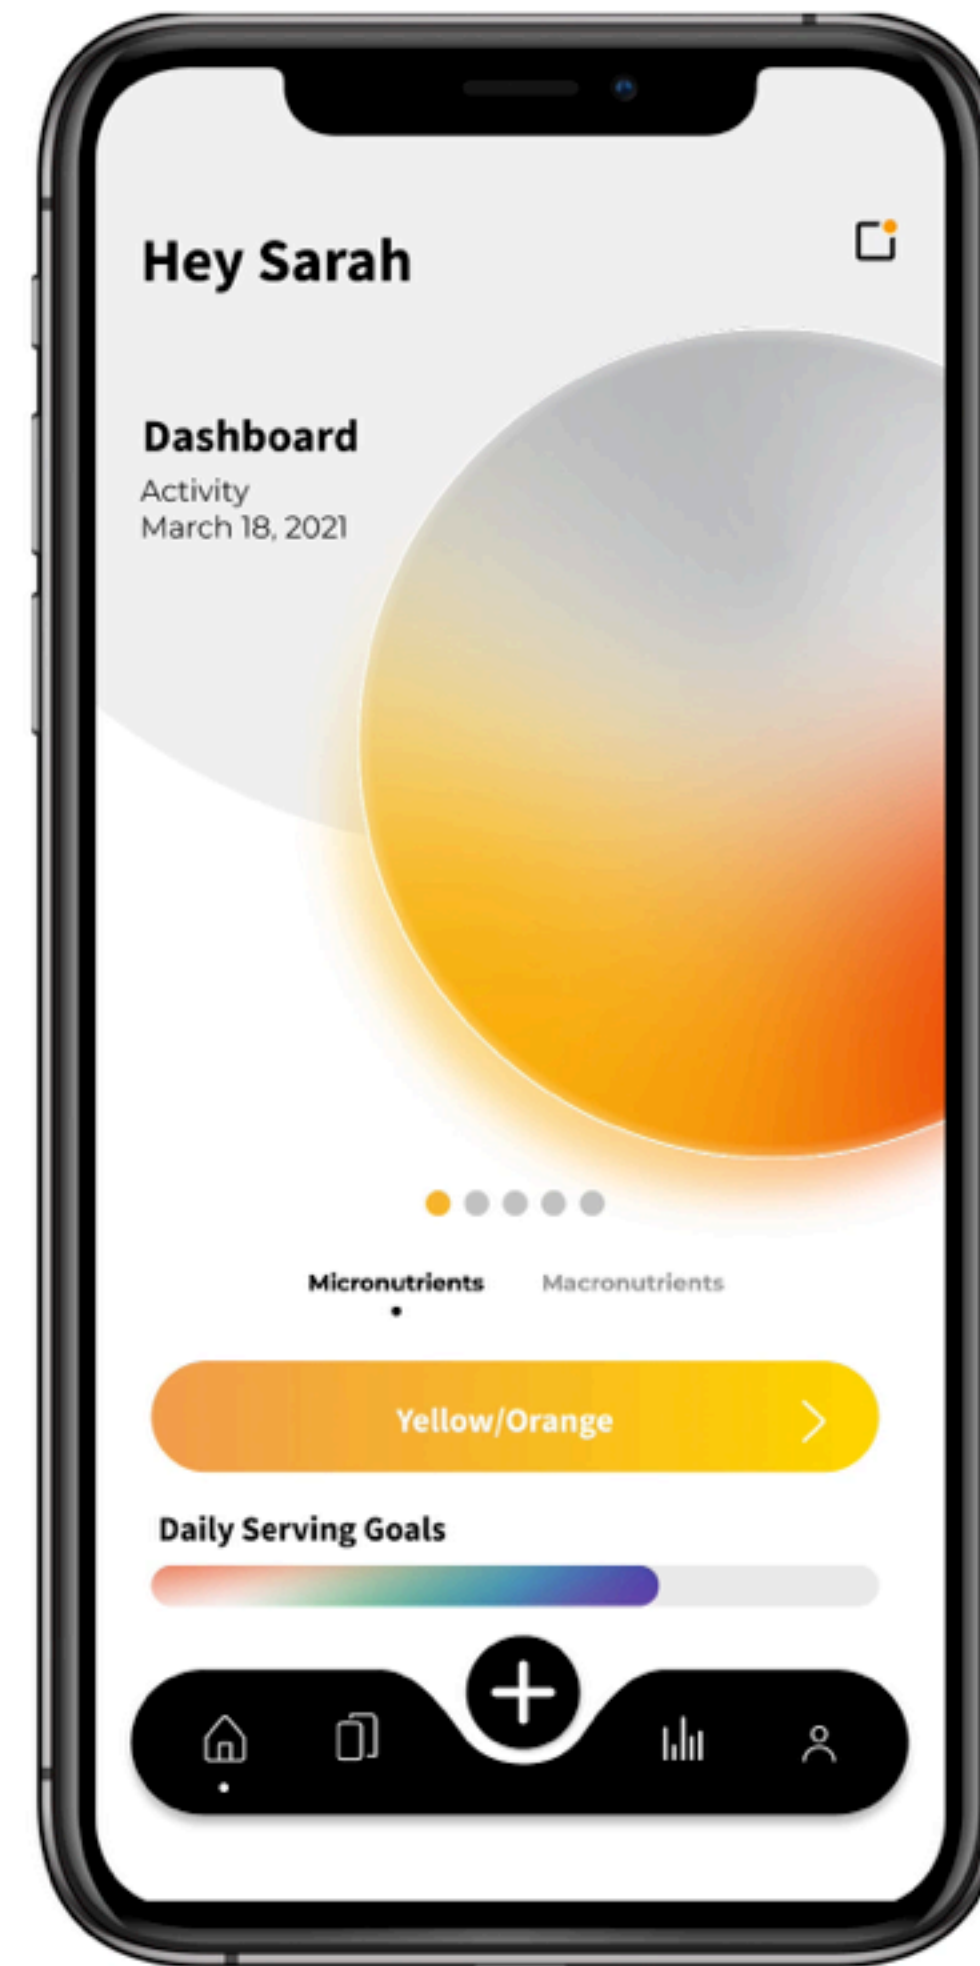 Hey Sarah
Dashboard
Activity
March 18, 2021
Micronutrients Macronutrients
Yellow/Orange
Daily Serving Goals